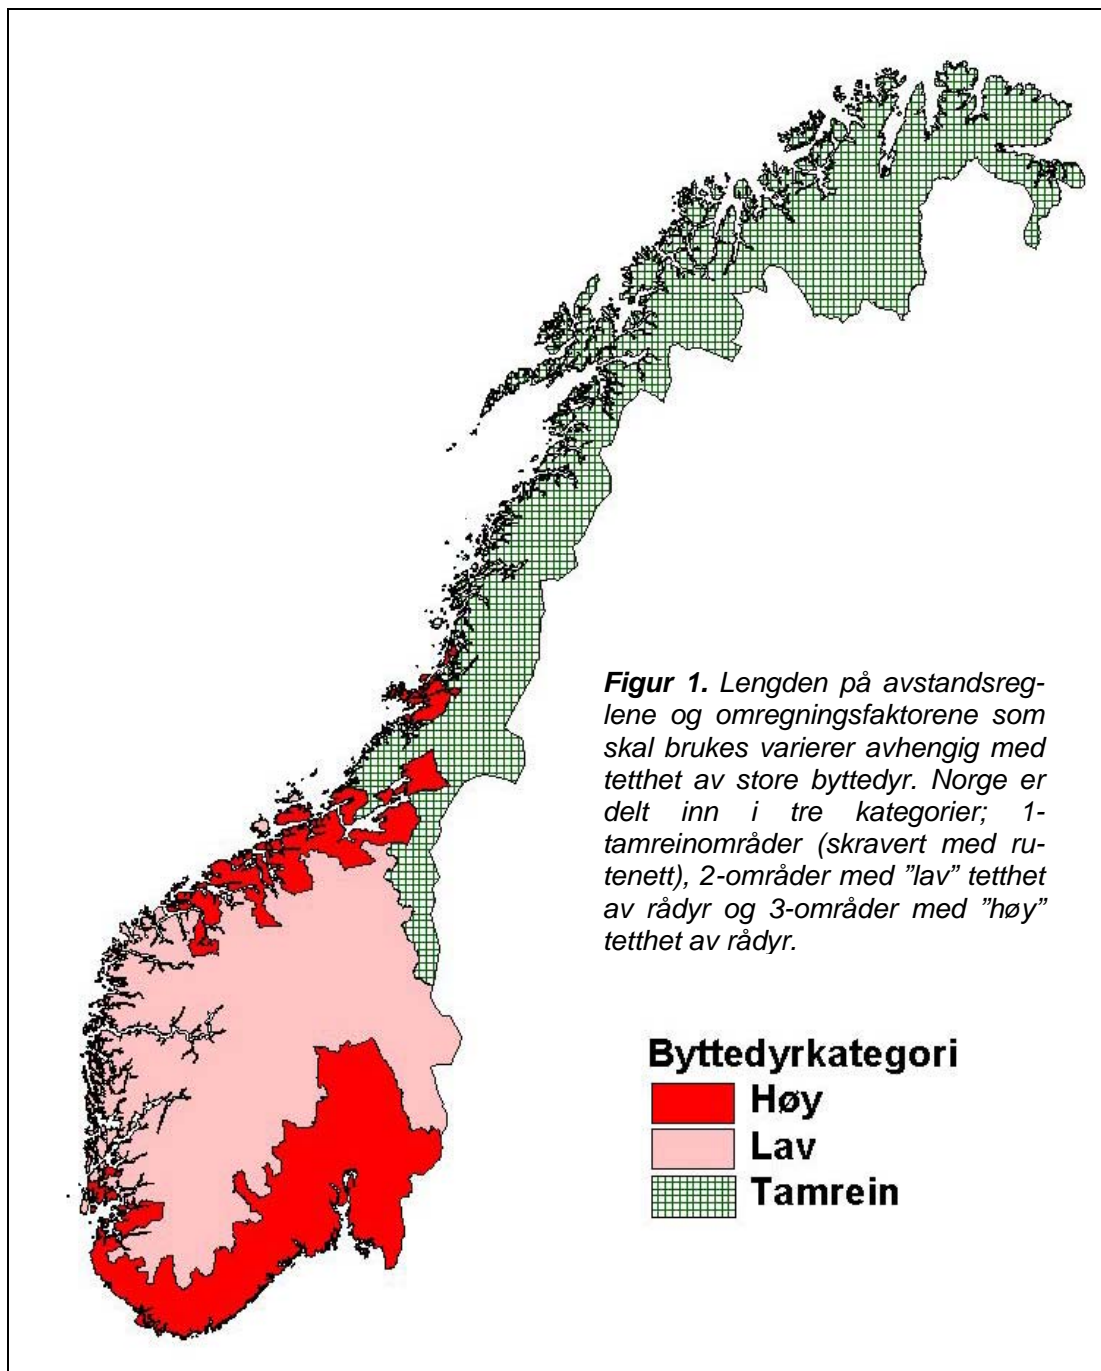 Figur 1. Lengden på avstandsreg-
lene og omregningsfaktorene som
skal brukes varierer avhengig med
tetthet av store byttedyr. Norge er
delt inn i tre kategorier; 1-
tamreinområder (skravert med ru-
tenett), 2-områder med ”lav” tetthet
av rådyr og 3-områder med ”høy”
tetthet av rådyr.
Byttedyrkategori
Høy
Lav
Tamrein